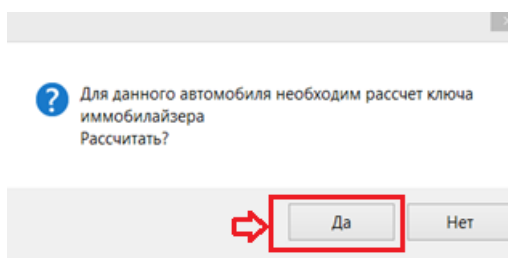 Для данного автомобиля необходим рассчет ключа
иммобилайзера
Рассчитать?
Да
Нет